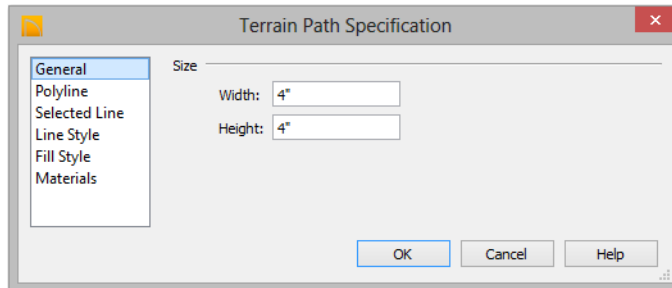 Terrain Path Specification
General
Polyline
Selected Line
Line Style
Fill Style
Materials
Size
Width: 4"
Height: 4"
OK Cancel Help